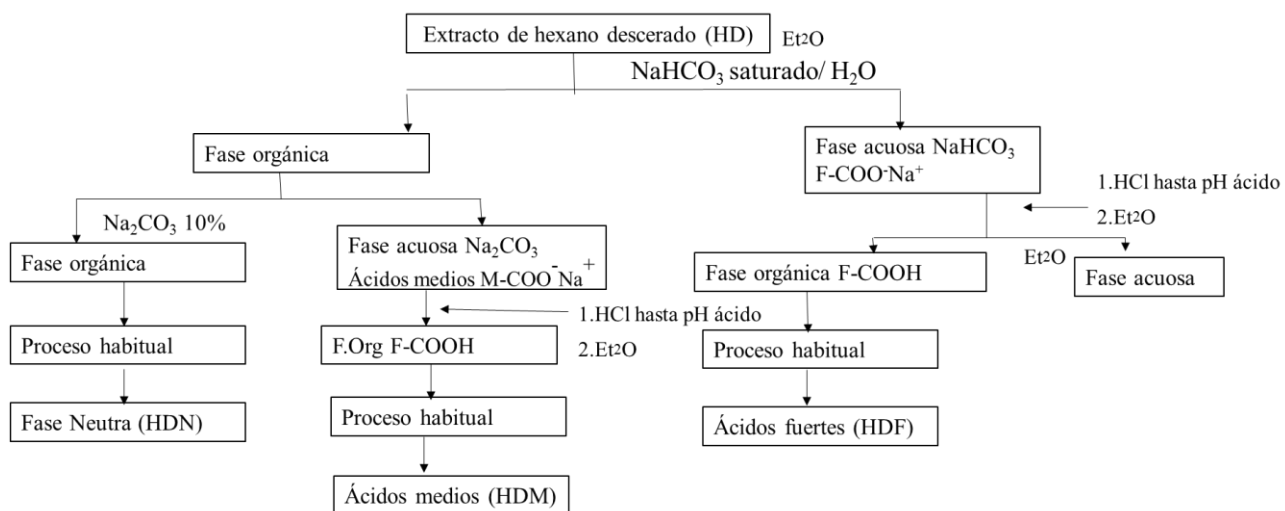 Extracto de hexano descerado (HD)
Et₂O
NaHCO₃ saturado/ H₂O
Fase orgánica
Fase acuosa NaHCO₃
F-COO⁻Na⁺
1.HCl hasta pH ácido
2.Et₂O
Na₂CO₃ 10%
Fase orgánica
Fase acuosa Na₂CO₃
Ácidos medios M-COO⁻Na⁺
Fase orgánica F-COOH
Et₂O
Fase acuosa
1.HCl hasta pH ácido
2.Et₂O
Proceso habitual
F.Org F-COOH
Proceso habitual
Fase Neutra (HDN)
Proceso habitual
Ácidos fuertes (HDF)
Ácidos medios (HDM)